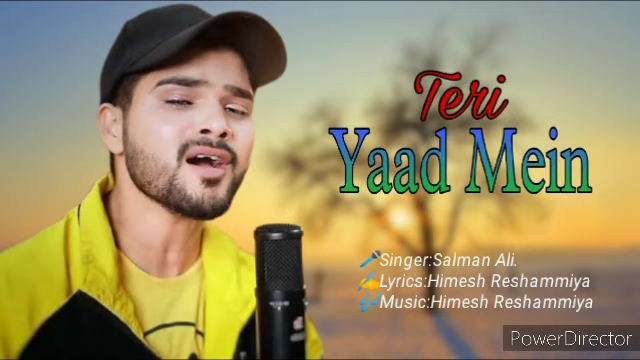 Teri
Yaad Mein
🎤Singer:Salman Ali.
✍️Lyrics:Himesh Reshammiya
🎶Music:Himesh Reshammiya
PowerDirector